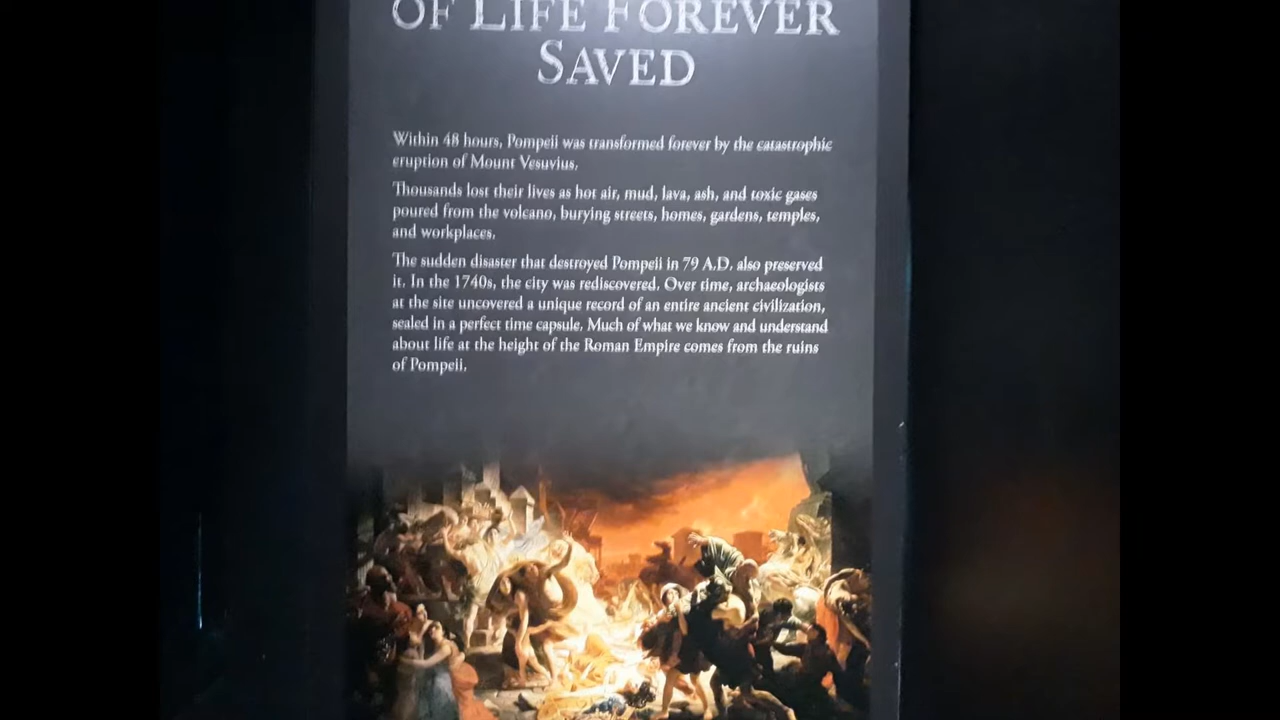 OF LIFE FOREVER
SAVED
Within 48 hours, Pompeii was transformed forever by the catastrophic
eruption of Mount Vesuvius.
Thousands lost their lives as hot air, mud, lava, ash, and toxic gases
poured from the volcano, burying streets, homes, gardens, temples,
and workplaces.
The sudden disaster that destroyed Pompeii in 79 A.D. also preserved
it. In the 1740s, the city was rediscovered. Over time, archaeologists
at the site uncovered a unique record of an entire ancient civilization,
sealed in a perfect time capsule. Much of what we know and understand
about life at the height of the Roman Empire comes from the ruins
of Pompeii.